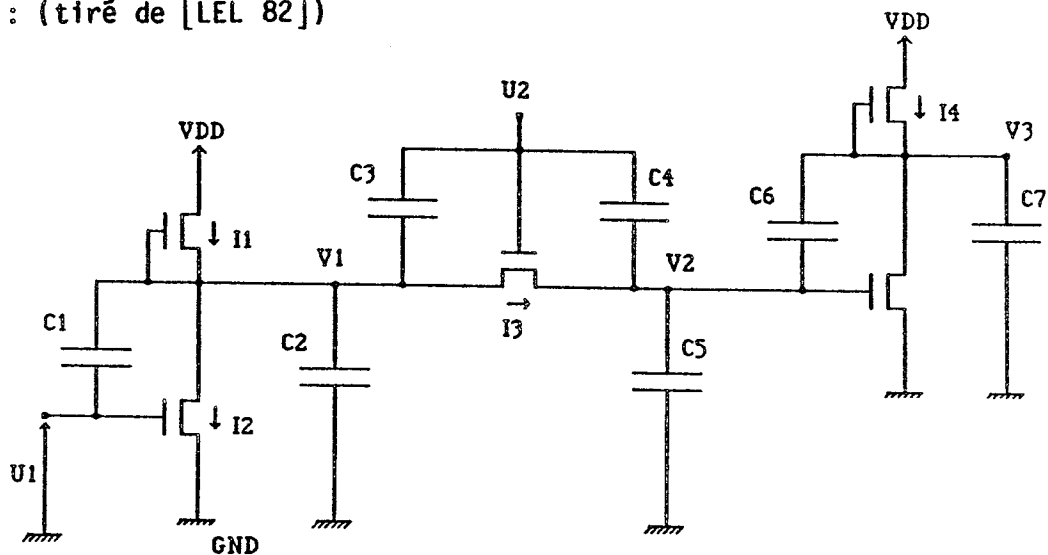 : (tiré de [LEL 82])
VDD
U2
I4
V3
VDD
C3
C4
C6
C7
I1
V1
V2
C1
I3
C2
C5
I2
U1
GND